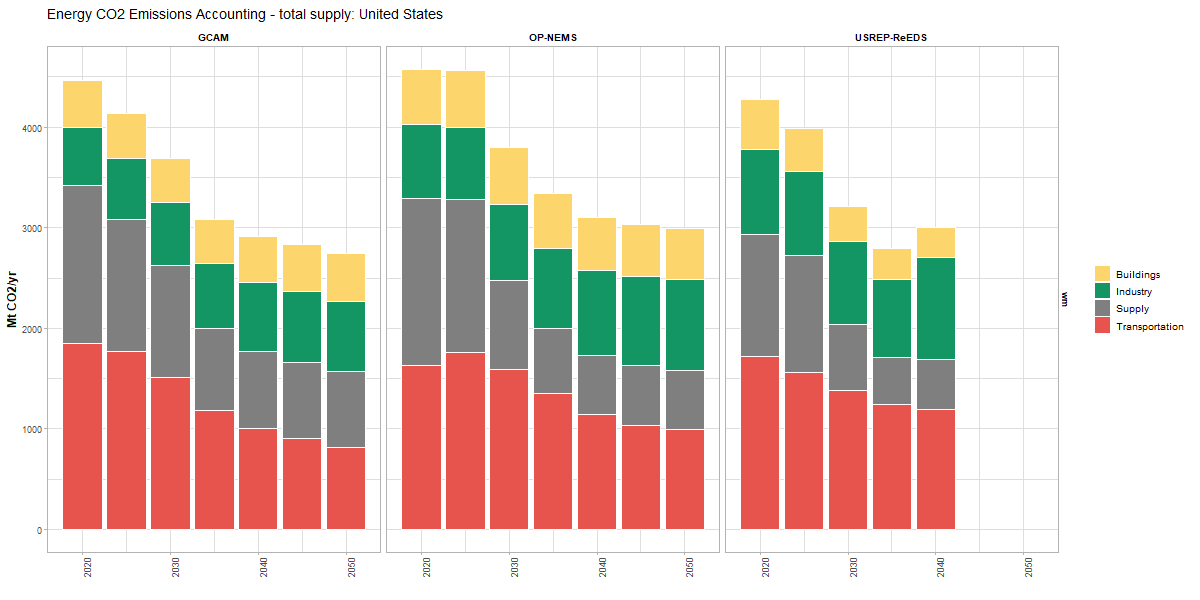 Energy CO2 Emissions Accounting - total supply: United States
GCAM
OP-NEMS
USREP-ReEDS
Mt CO2/yr
4000
3000
2000
1000
0
2020
2030
2040
2050
2020
2030
2040
2050
2020
2030
2040
2050
wm
Buildings
Industry
Supply
Transportation